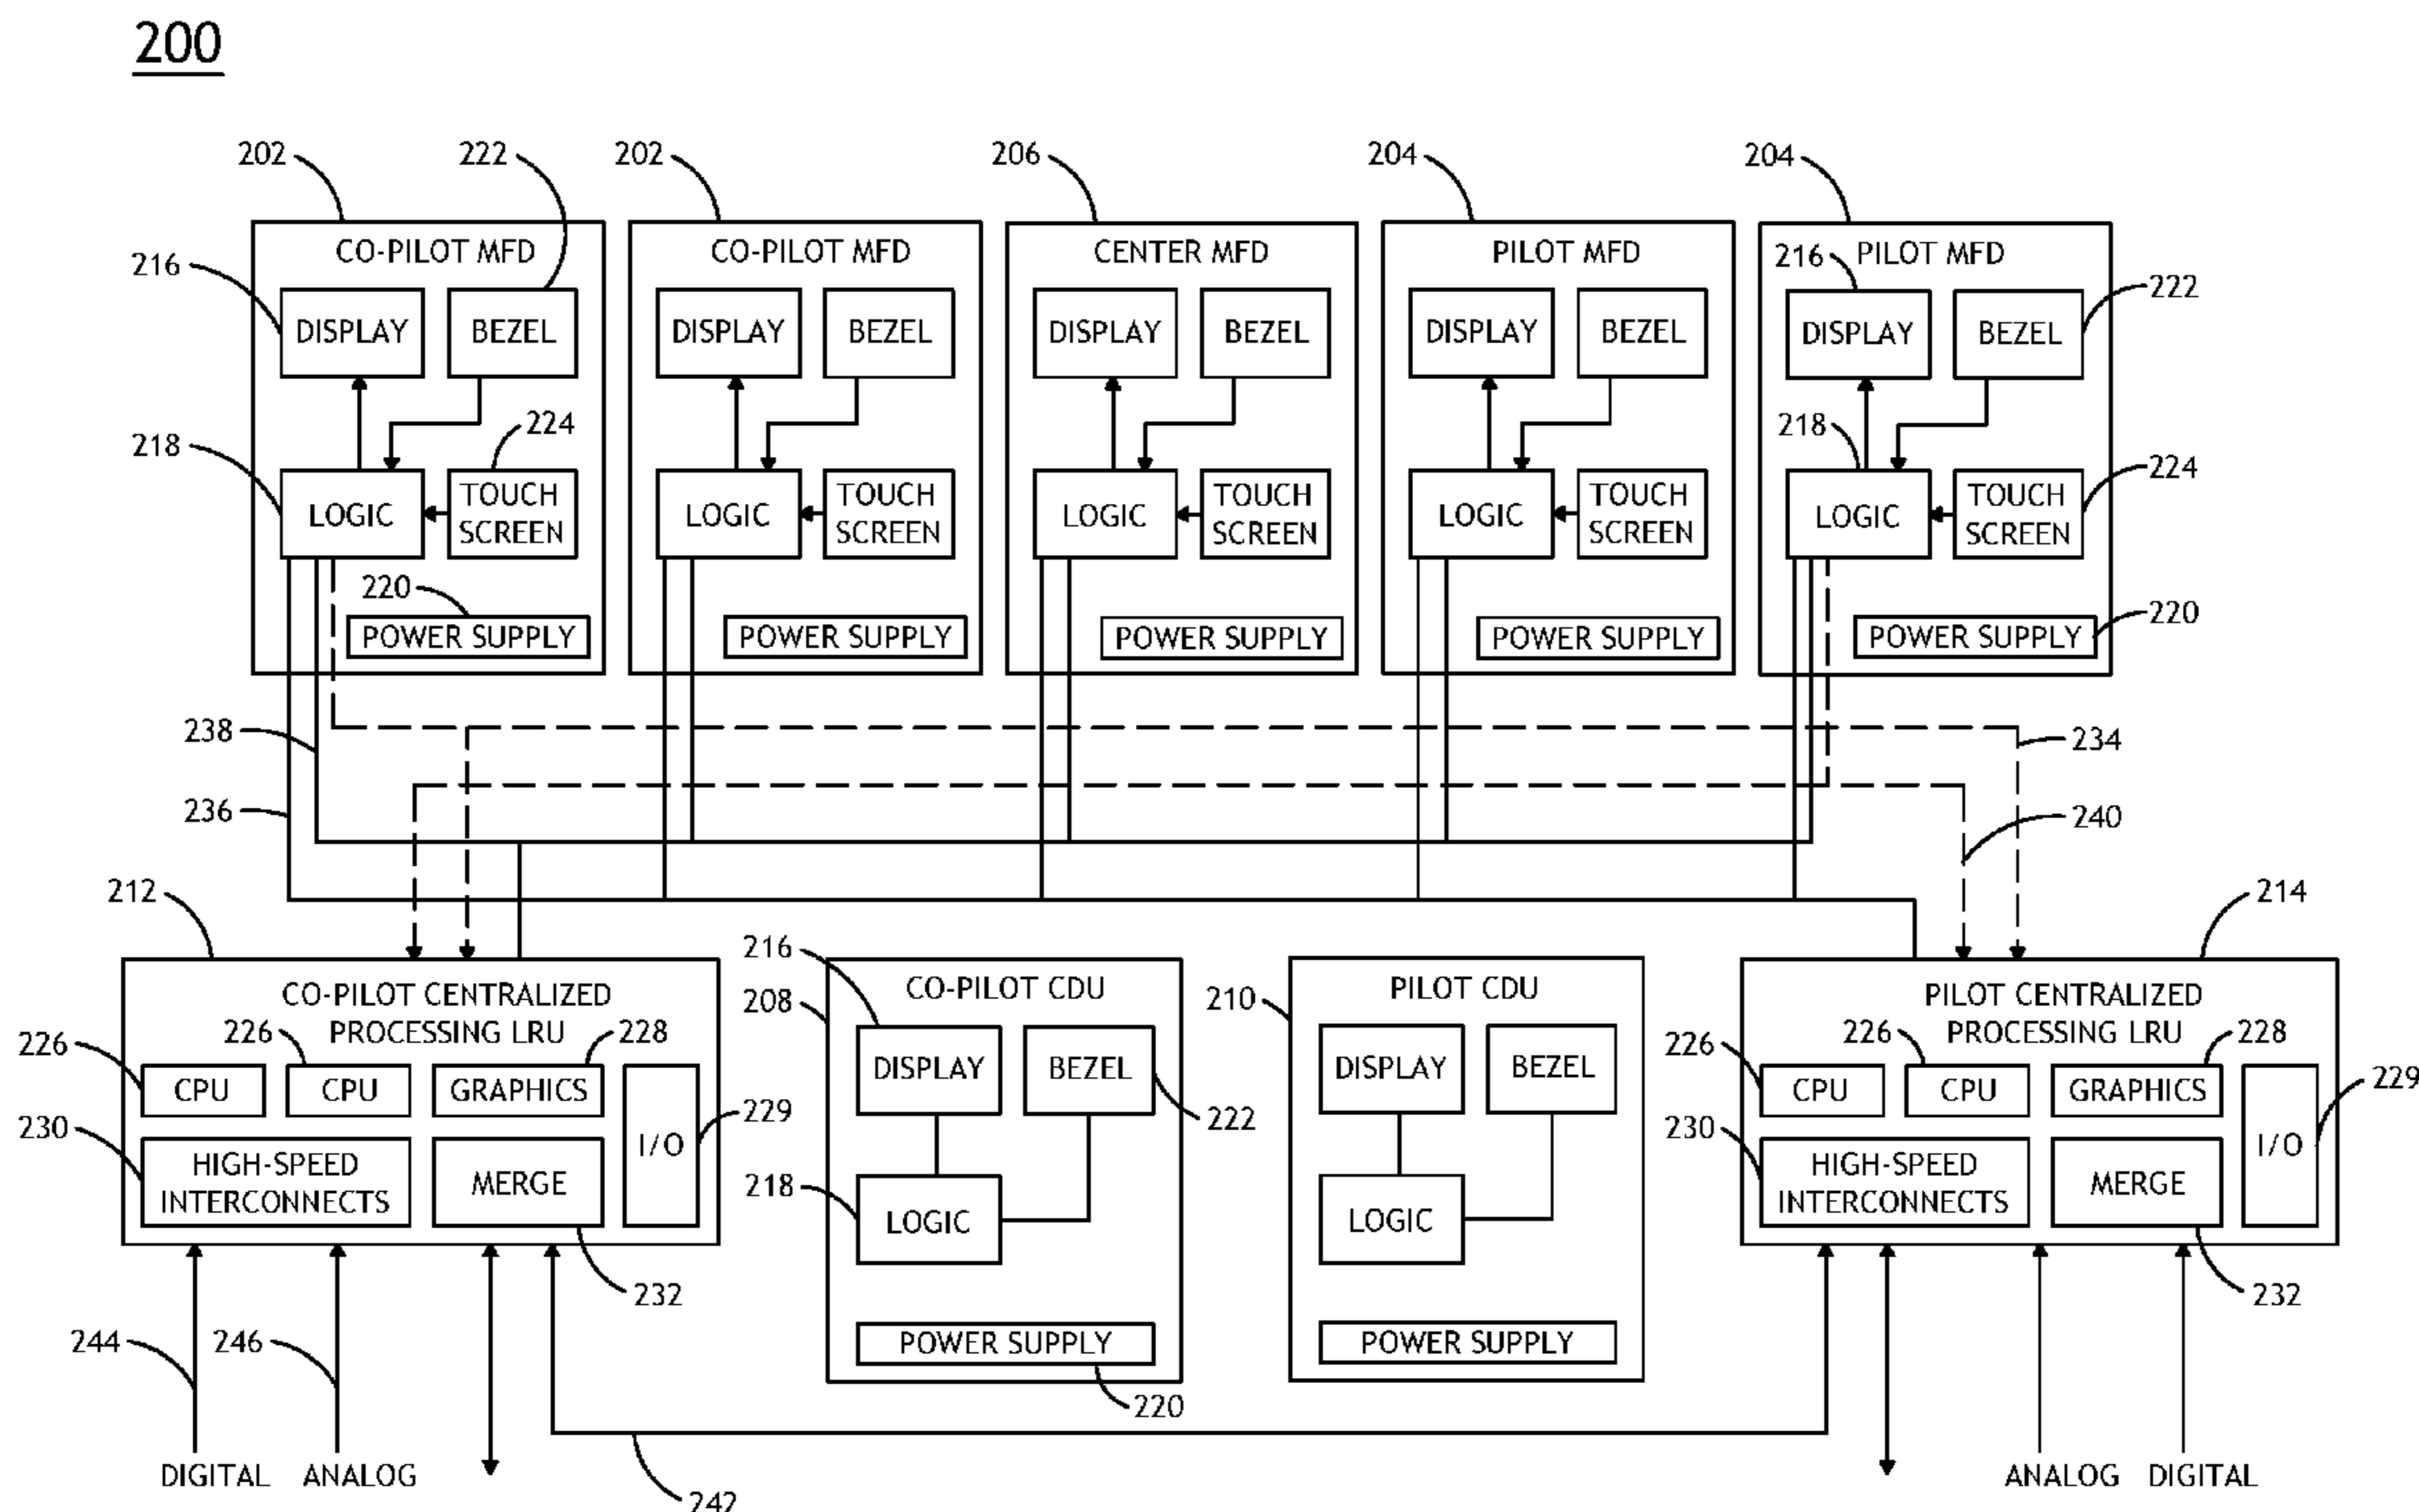 200
202
222
202
206
204
204
CO-PILOT MFD
CO-PILOT MFD
CENTER MFD
PILOT MFD
216
PILOT MFD
216
222
DISPLAY
BEZEL
DISPLAY
BEZEL
DISPLAY
BEZEL
DISPLAY
BEZEL
DISPLAY
BEZEL
218
224
218
224
LOGIC
TOUCH
SCREEN
LOGIC
TOUCH
SCREEN
LOGIC
TOUCH
SCREEN
LOGIC
TOUCH
SCREEN
LOGIC
TOUCH
SCREEN
220
220
POWER SUPPLY
POWER SUPPLY
POWER SUPPLY
POWER SUPPLY
POWER SUPPLY
238
234
236
240
212
214
CO-PILOT CENTRALIZED
PROCESSING LRU
226
226
228
CPU
CPU
GRAPHICS
229
I/O
230
HIGH-SPEED
INTERCONNECTS
MERGE
232
216
208
CO-PILOT CDU
DISPLAY
BEZEL
222
218
LOGIC
POWER SUPPLY
220
210
PILOT CDU
DISPLAY
BEZEL
LOGIC
POWER SUPPLY
PILOT CENTRALIZED
PROCESSING LRU
226
226
228
CPU
CPU
GRAPHICS
229
I/O
230
HIGH-SPEED
INTERCONNECTS
MERGE
232
244
246
DIGITAL
ANALOG
242
ANALOG
DIGITAL